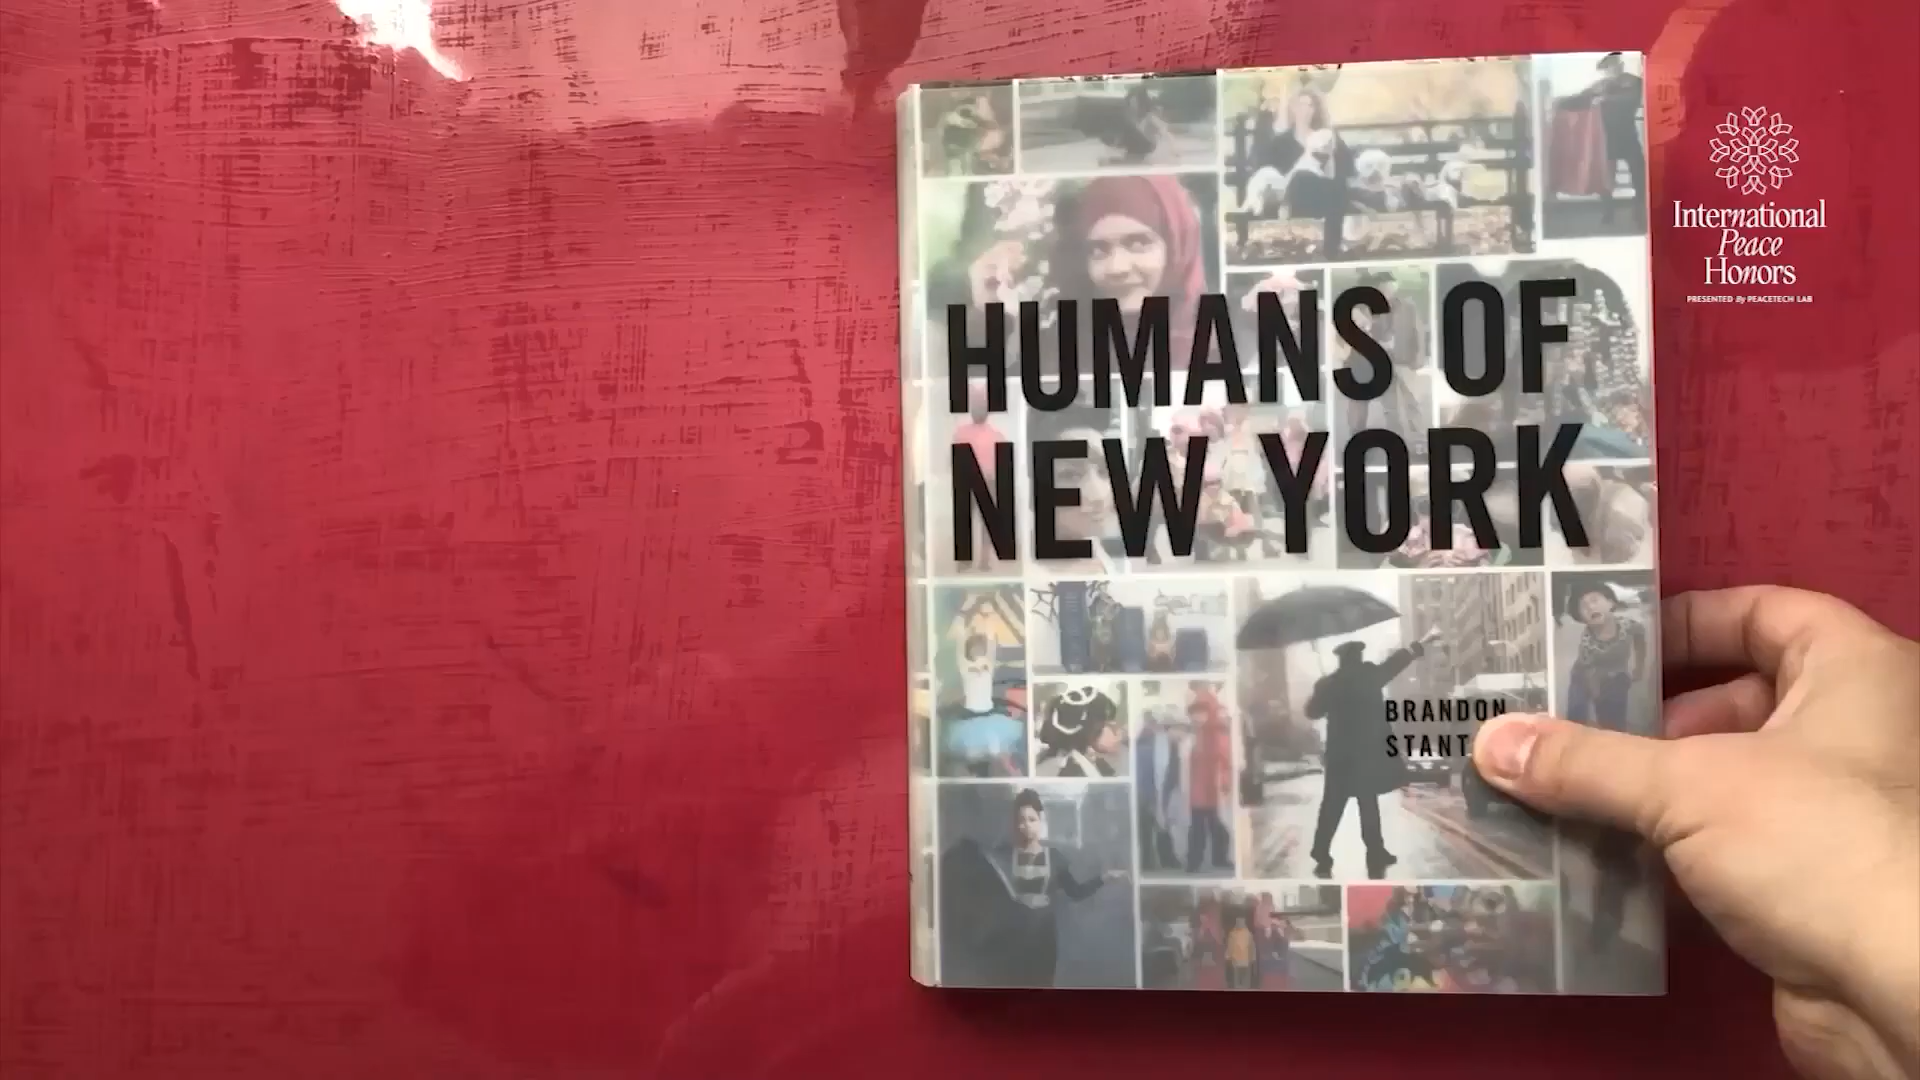 HUMANS OF
NEW YORK
BRANDON
STANT
International
Peace
Honors
PRESENTED By PEACETECH LAB